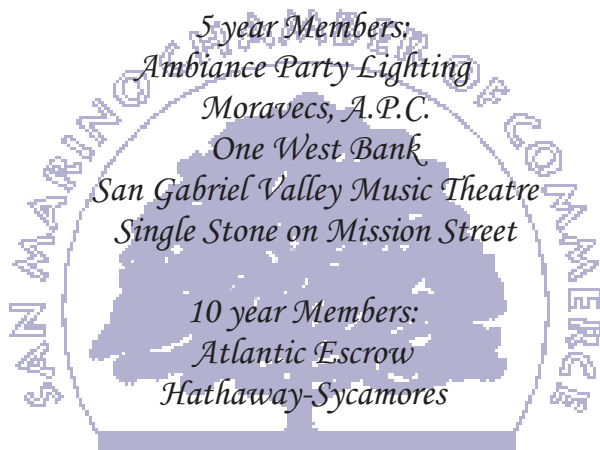 SAN MARINO CHAMBER OF COMMERCE
5 year Members:
Ambiance Party Lighting
Moravecs, A.P.C.
One West Bank
San Gabriel Valley Music Theatre
Single Stone on Mission Street
10 year Members:
Atlantic Escrow
Hathaway-Sycamores